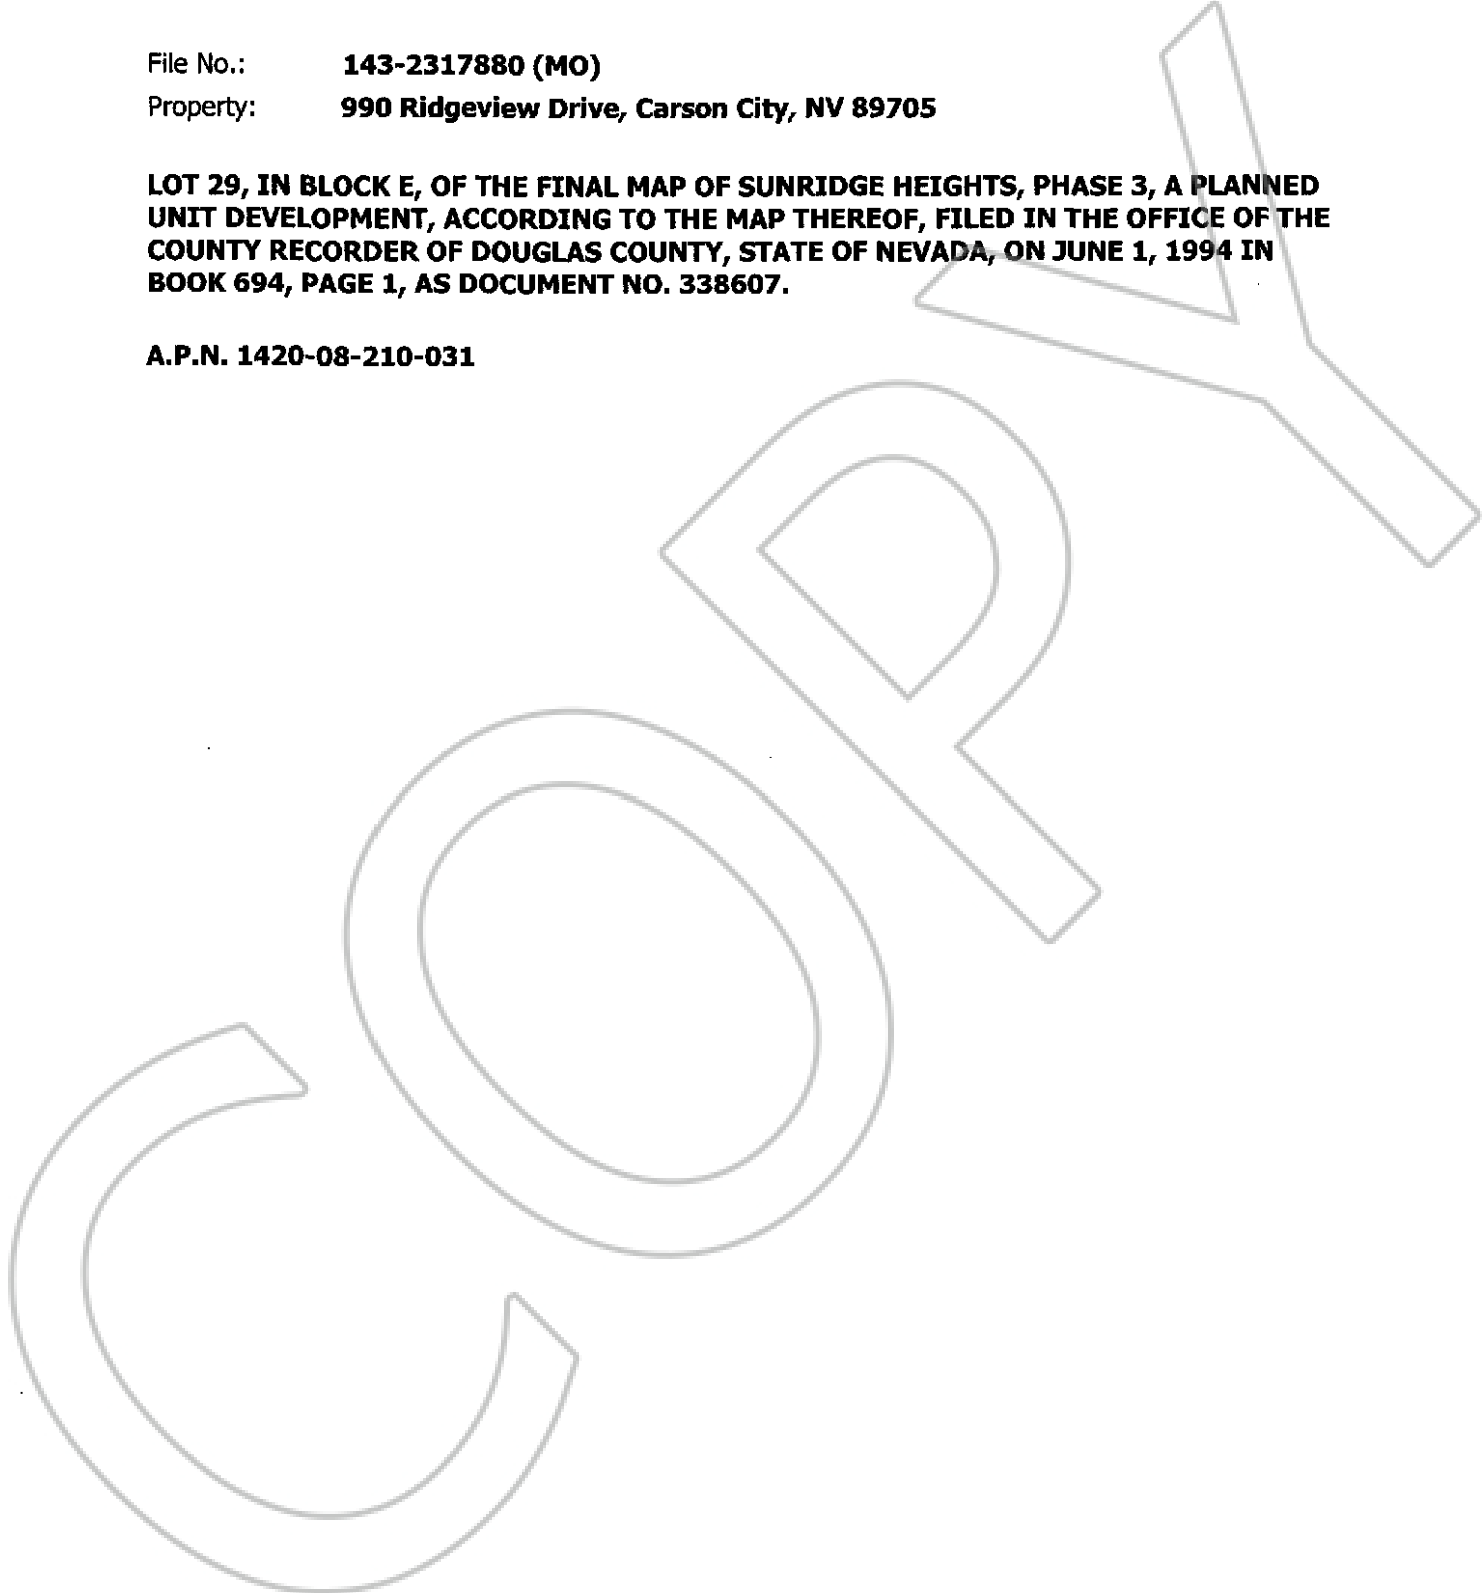 File No.: 143-2317880 (MO)
Property: 990 Ridgeview Drive, Carson City, NV 89705
LOT 29, IN BLOCK E, OF THE FINAL MAP OF SUNRIDGE HEIGHTS, PHASE 3, A PLANNED
UNIT DEVELOPMENT, ACCORDING TO THE MAP THEREOF, FILED IN THE OFFICE OF THE
COUNTY RECORDER OF DOUGLAS COUNTY, STATE OF NEVADA, ON JUNE 1, 1994 IN
BOOK 694, PAGE 1, AS DOCUMENT NO. 338607.
A.P.N. 1420-08-210-031
COPY